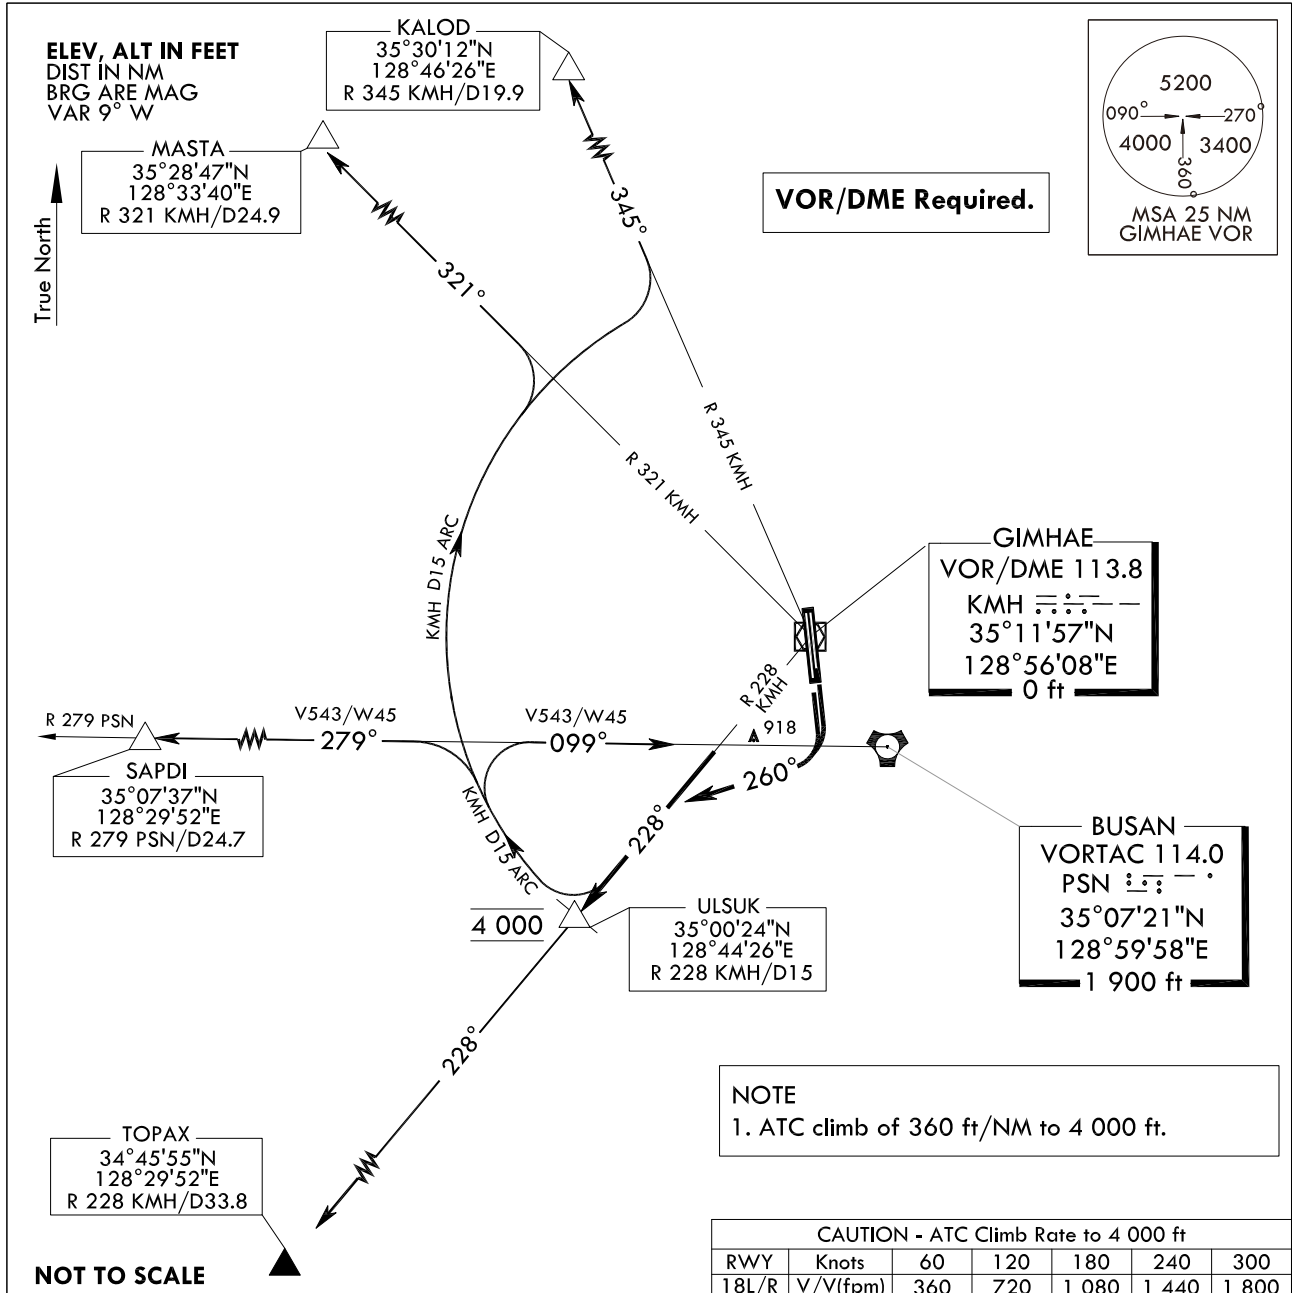 ELEV, ALT IN FEET
DIST IN NM
BRG ARE MAG
VAR 9° W
True North
KALOD
35°30'12"N
128°46'26"E
R 345 KMH/D19.9
MASTA
35°28'47"N
128°33'40"E
R 321 KMH/D24.9
VOR/DME Required.
5200
090°
270°
4000
3400
360°
MSA 25 NM
GIMHAE VOR
345°
321°
R 345 KMH
R 321 KMH
KMH D15 ARC
GIMHAE
VOR/DME 113.8
KMH
35°11'57"N
128°56'08"E
0 ft
R 228
KMH
918
R 279 PSN
V543/W45
279°
V543/W45
099°
260°
SAPDI
35°07'37"N
128°29'52"E
R 279 PSN/D24.7
KMH D15 ARC
228°
BUSAN
VORTAC 114.0
PSN
35°07'21"N
128°59'58"E
1 900 ft
4 000
ULSUK
35°00'24"N
128°44'26"E
R 228 KMH/D15
228°
NOTE
1. ATC climb of 360 ft/NM to 4 000 ft.
TOPAX
34°45'55"N
128°29'52"E
R 228 KMH/D33.8
NOT TO SCALE
CAUTION - ATC Climb Rate to 4 000 ft
RWY Knots 60 120 180 240 300
18L/R V/V(fpm) 360 720 1 080 1 440 1 800